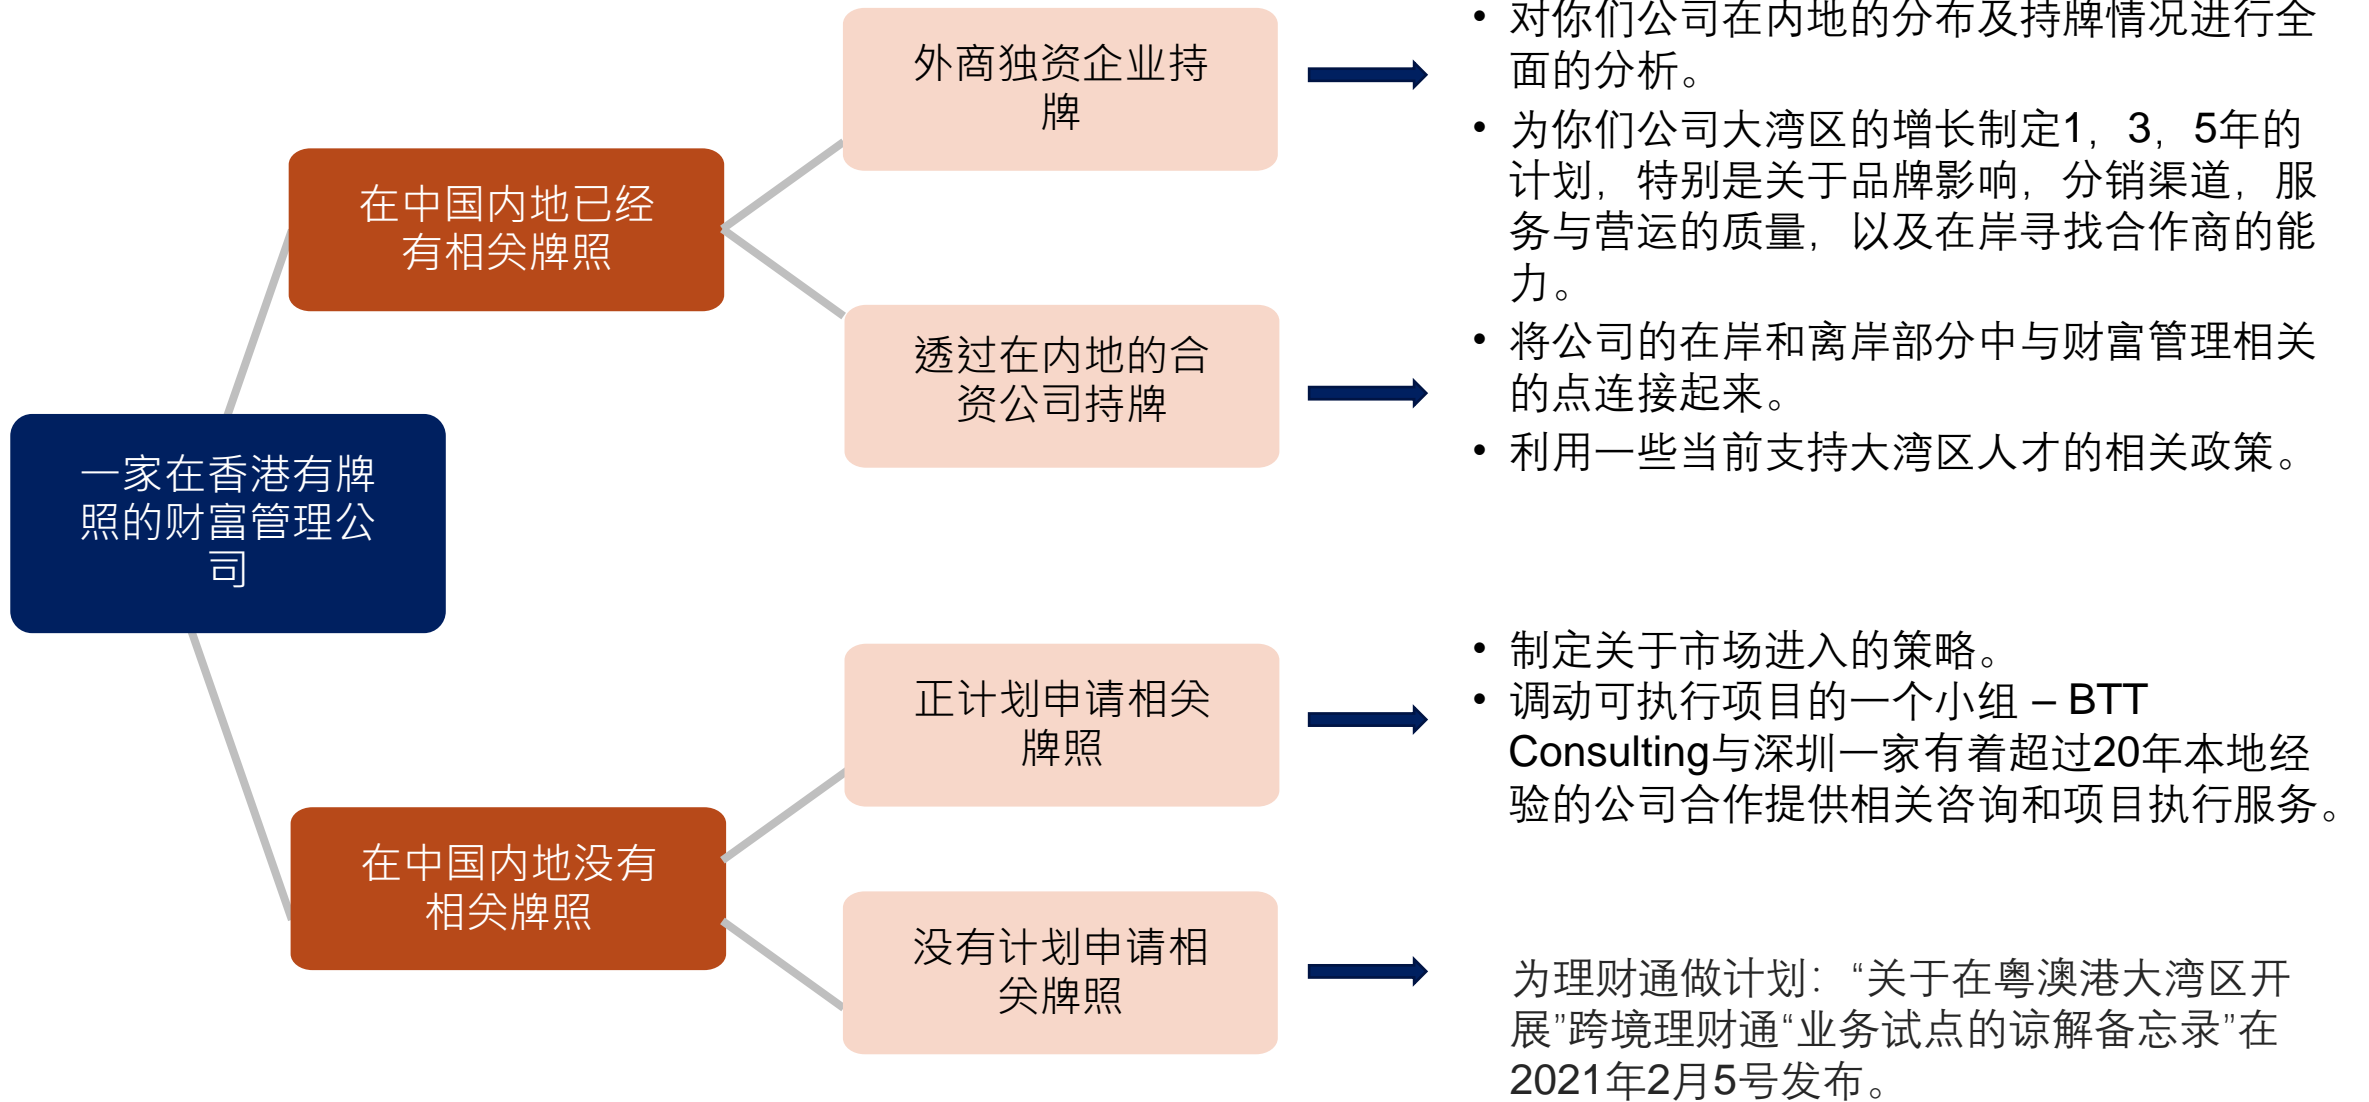 一家在香港有牌
照的财富管理公
司
在中国内地已经
有相关牌照
在中国内地没有
相关牌照
外商独资企业持
牌
透过在内地的合
资公司持牌
正计划申请相关
牌照
没有计划申请相
关牌照
• 对你们公司在内地的分布及持牌情况进行全
面的分析。
• 为你们公司大湾区的增长制定1，3，5年的
计划，特别是关于品牌影响，分销渠道，服
务与营运的质量，以及在岸寻找合作商的能
力。
• 将公司的在岸和离岸部分中与财富管理相关
的点连接起来。
• 利用一些当前支持大湾区人才的相关政策。
• 制定关于市场进入的策略。
• 调动可执行项目的一个小组 – BTT
Consulting与深圳一家有着超过20年本地经
验的公司合作提供相关咨询和项目执行服务。
为理财通做计划：“关于在粤澳港大湾区开
展”跨境理财通“业务试点的谅解备忘录”在
2021年2月5号发布。